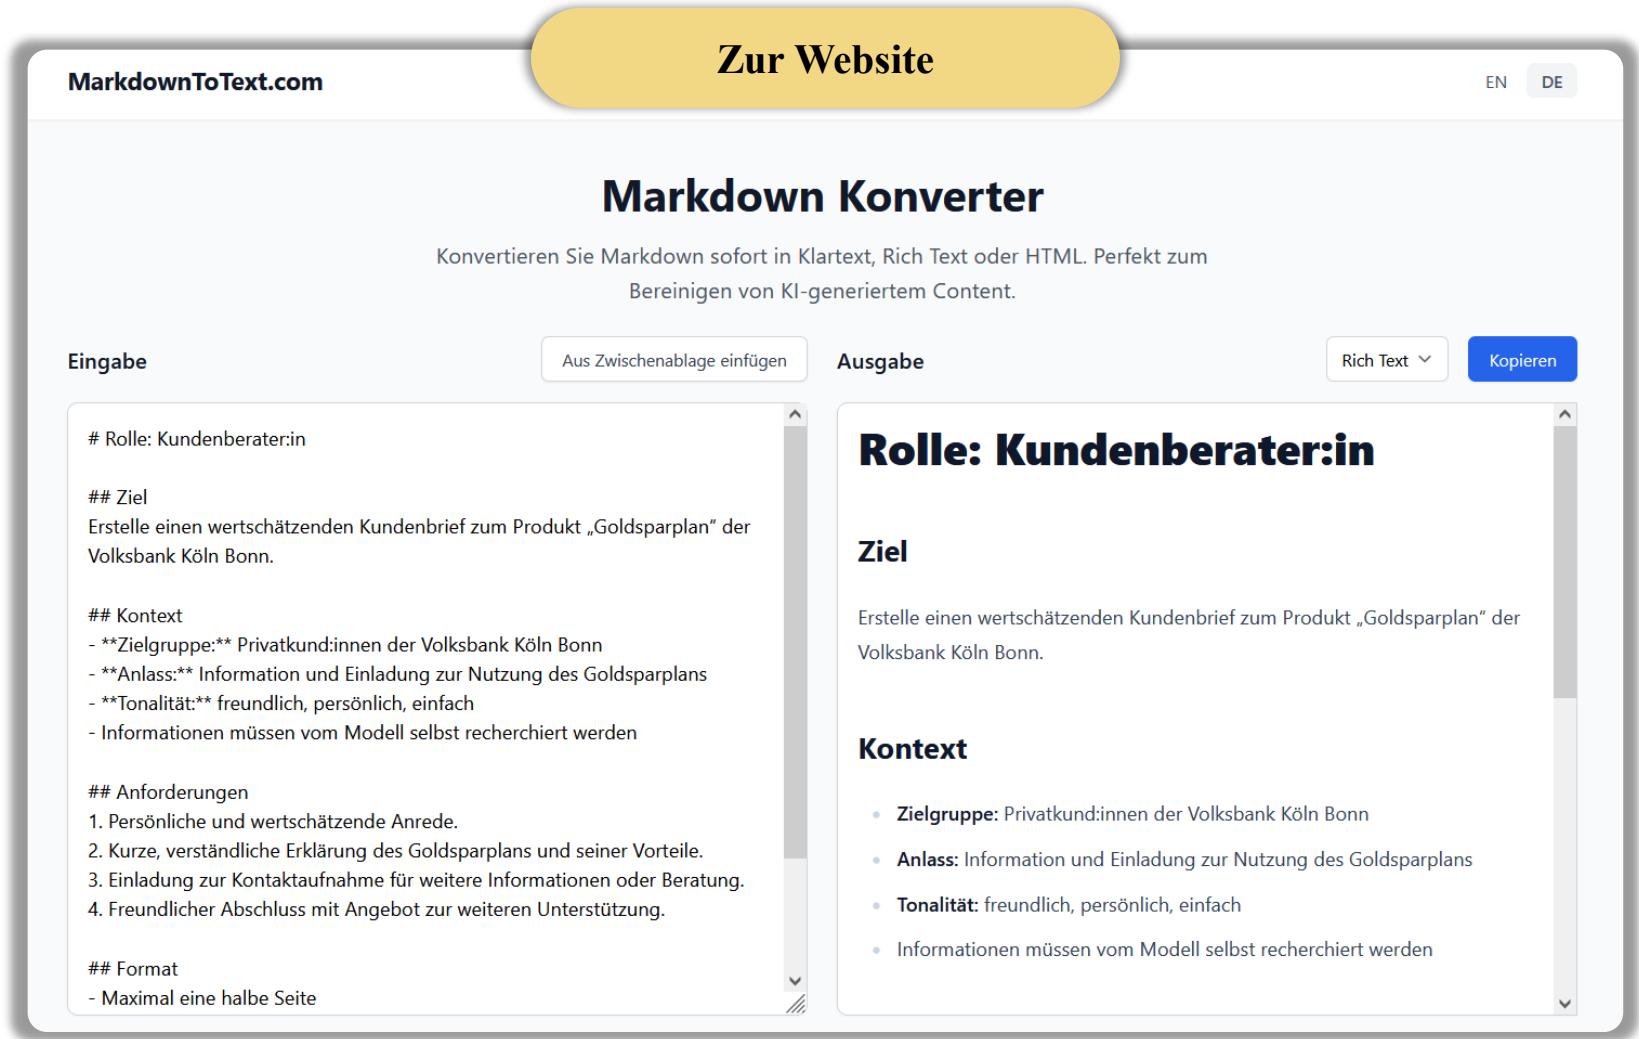 Zur Website
MarkdownToText.com
EN DE
Markdown Konverter
Konvertieren Sie Markdown sofort in Klartext, Rich Text oder HTML. Perfekt zum
Bereinigen von KI-generiertem Content.
Eingabe
Aus Zwischenablage einfügen
# Rolle: Kundenberater:in
## Ziel
Erstelle einen wertschätzenden Kundenbrief zum Produkt „Goldsparplan“ der
Volksbank Köln Bonn.
## Kontext
- **Zielgruppe:** Privatkund:innen der Volksbank Köln Bonn
- **Anlass:** Information und Einladung zur Nutzung des Goldsparplans
- **Tonalität:** freundlich, persönlich, einfach
- Informationen müssen vom Modell selbst recherchiert werden
## Anforderungen
1. Persönliche und wertschätzende Anrede.
2. Kurze, verständliche Erklärung des Goldsparplans und seiner Vorteile.
3. Einladung zur Kontaktaufnahme für weitere Informationen oder Beratung.
4. Freundlicher Abschluss mit Angebot zur weiteren Unterstützung.
## Format
- Maximal eine halbe Seite
Ausgabe
Rich Text
Kopieren
Rolle: Kundenberater:in
Ziel
Erstelle einen wertschätzenden Kundenbrief zum Produkt „Goldsparplan“ der
Volksbank Köln Bonn.
Kontext
• Zielgruppe: Privatkund:innen der Volksbank Köln Bonn
• Anlass: Information und Einladung zur Nutzung des Goldsparplans
• Tonalität: freundlich, persönlich, einfach
• Informationen müssen vom Modell selbst recherchiert werden